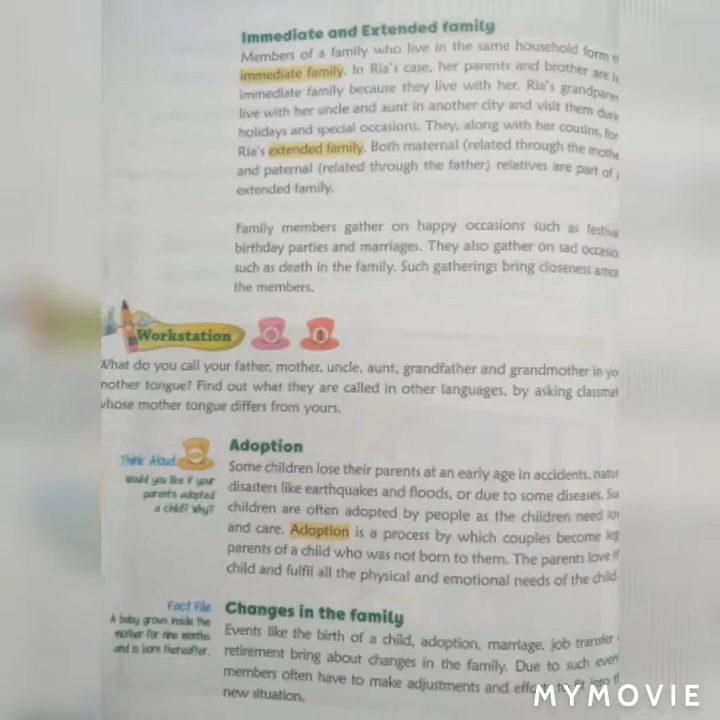 Immediate and Extended family
Members of a family who live in the same household form
immediate family. In Ria's case, her parents and brother are
immediate family because they live with her. Ria's
live with her uncle and aunt in another city and visit them
holidays and special occasions. They, along with her cousins,
Ria's extended family. Both maternal (related through the
and paternal (related through the father) relatives are part of
extended family.
Family members gather on happy occasions such as
birthday parties and marriages. They also gather on sad
such as death in the family. Such gatherings bring closeness
the members.
Workstation
What do you call your father, mother, uncle, aunt, grandfather and grandmother in
mother tongue? Find out what they are called in other languages, by asking
whose mother tongue differs from yours.
Think Aloud
Would you like if your
parents adopted
a child? Why?
Adoption
Some children lose their parents at an early age in accidents,
disasters like earthquakes and floods, or due to some diseases.
children are often adopted by people as the children need
and care. Adoption is a process by which couples become
parents of a child who was not born to them. The parents love
child and fulfil all the physical and emotional needs of the child.
Fact File
A baby grows inside the
mother for nine months
and is born thereafter.
Changes in the family
Events like the birth of a child, adoption, marriage, job transfer
retirement bring about changes in the family. Due to such
members often have to make adjustments and
new situation.
MYMOVIE